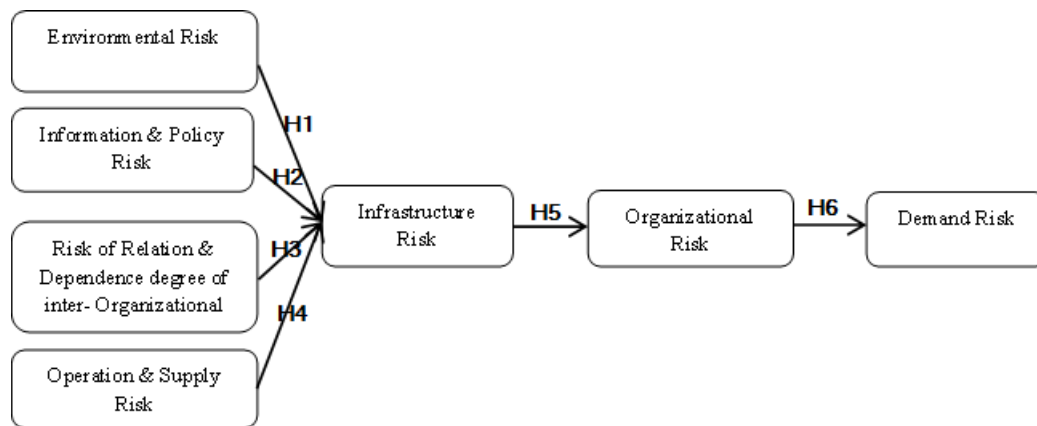 Environmental Risk
H1
Information & Policy
Risk
H2
Risk of Relation &
Dependence degree of
inter- Organizational
H3
Operation & Supply
Risk
H4
Infrastructure
Risk
H5
Organizational
Risk
H6
Demand Risk